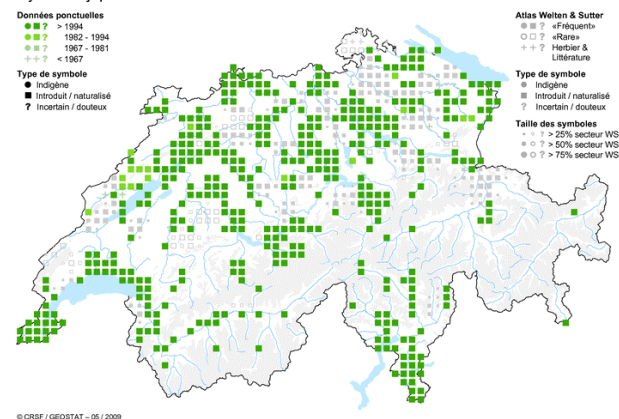 Données ponctuelles
> 1994
? 1982 - 1994
? 1967 - 1981
++? < 1967
Type de symbole
Indigène
Introduit / naturalisé
? Incertain / douteux
Atlas Welten & Sutter
? «Fréquent»
? «Rare»
++? Herbier &
Littérature
Type de symbole
Indigène
Introduit / naturalisé
? Incertain / douteux
Taille des symboles
? > 25% secteur WS
? > 50% secteur WS
? > 75% secteur WS
© CRSF / GEOSTAT – 05 / 2009